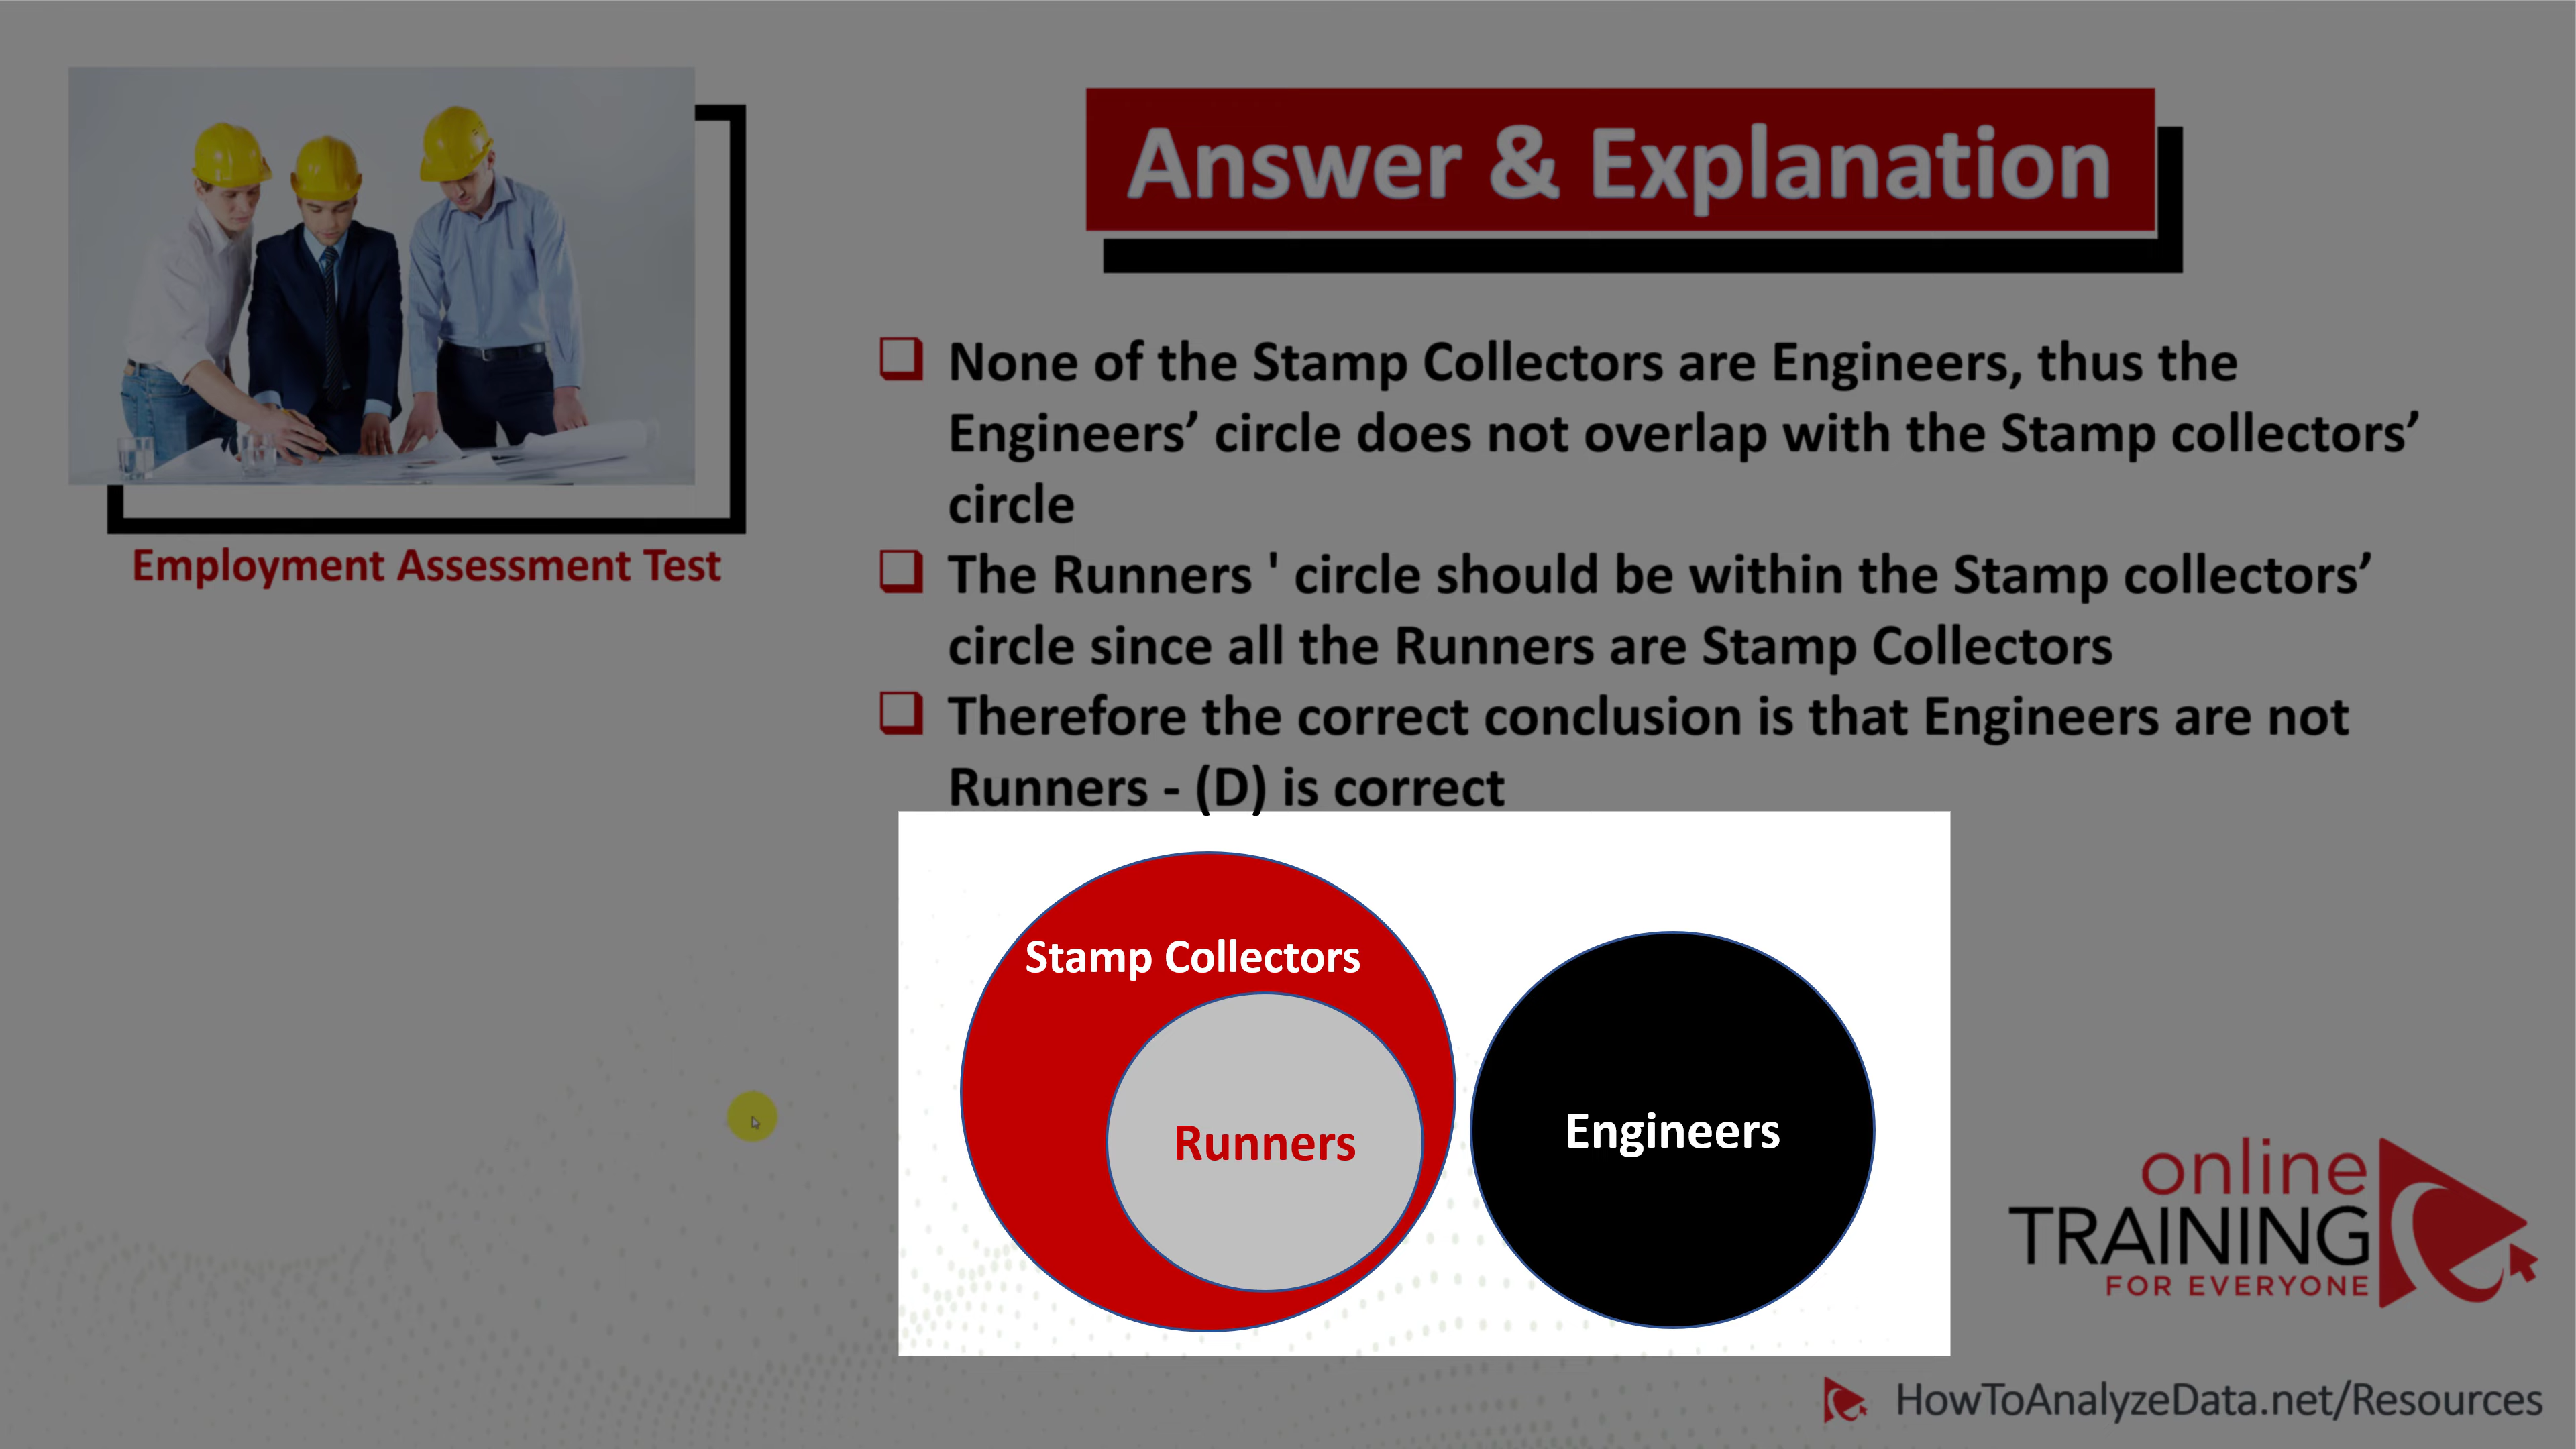 Answer & Explanation
None of the Stamp Collectors are Engineers, thus the
Engineers’ circle does not overlap with the Stamp collectors’
circle
The Runners ' circle should be within the Stamp collectors’
circle since all the Runners are Stamp Collectors
Therefore the correct conclusion is that Engineers are not
Runners - (D) is correct
Employment Assessment Test
Stamp Collectors
Runners
Engineers
online
TRAINING
FOR EVERYONE
HowToAnalyzeData.net/Resources